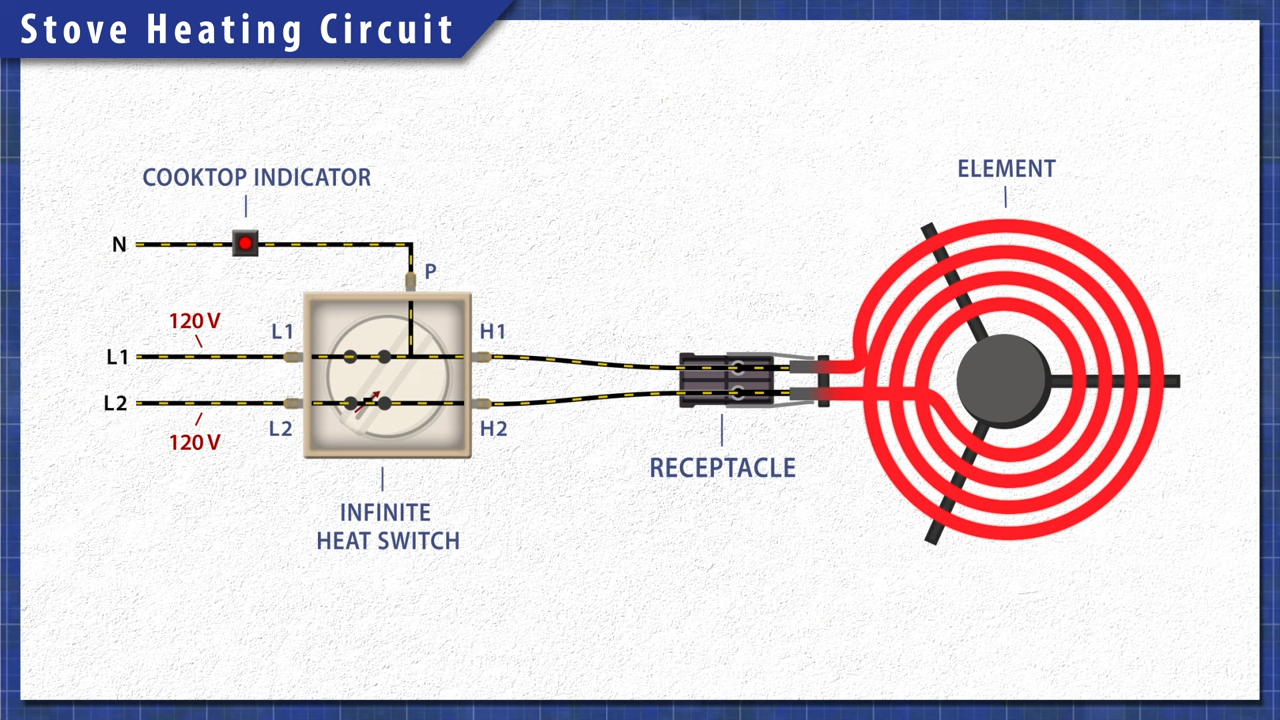 Stove Heating Circuit
COOKTOP INDICATOR
ELEMENT
N
P
120 V
L1
H1
L1
L2
L2
H2
120 V
RECEPTACLE
INFINITE
HEAT SWITCH